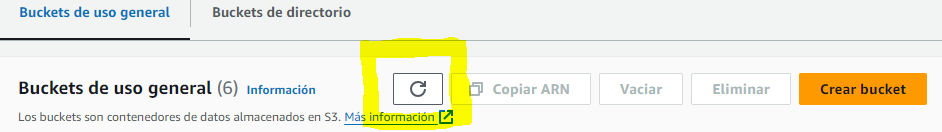 Buckets de uso general Buckets de directorio
Buckets de uso general (6) Información Copiar ARN Vaciar Eliminar Crear bucket
Los buckets son contenedores de datos almacenados en S3. Más información